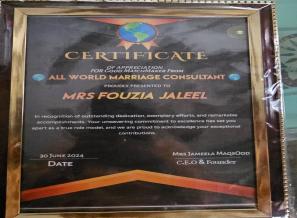 CERTIFICATE
OF APPRECIATION
FOR GOOD MATCHMAKER FROM
ALL WORLD MARRIAGE CONSULTANT
PROUDLY PRESENTED TO
MRS FOUZIA JALEEL
In recognition of outstanding dedication, exemplary efforts, and remarkable
accomplishments. Your unwavering commitment to excellence has set you
apart as a true role model, and we are proud to acknowledge your exceptional
contributions.
30 JUNE 2024
DATE
MRS JAMEELA MAQSOOD
C.E.O & Founder